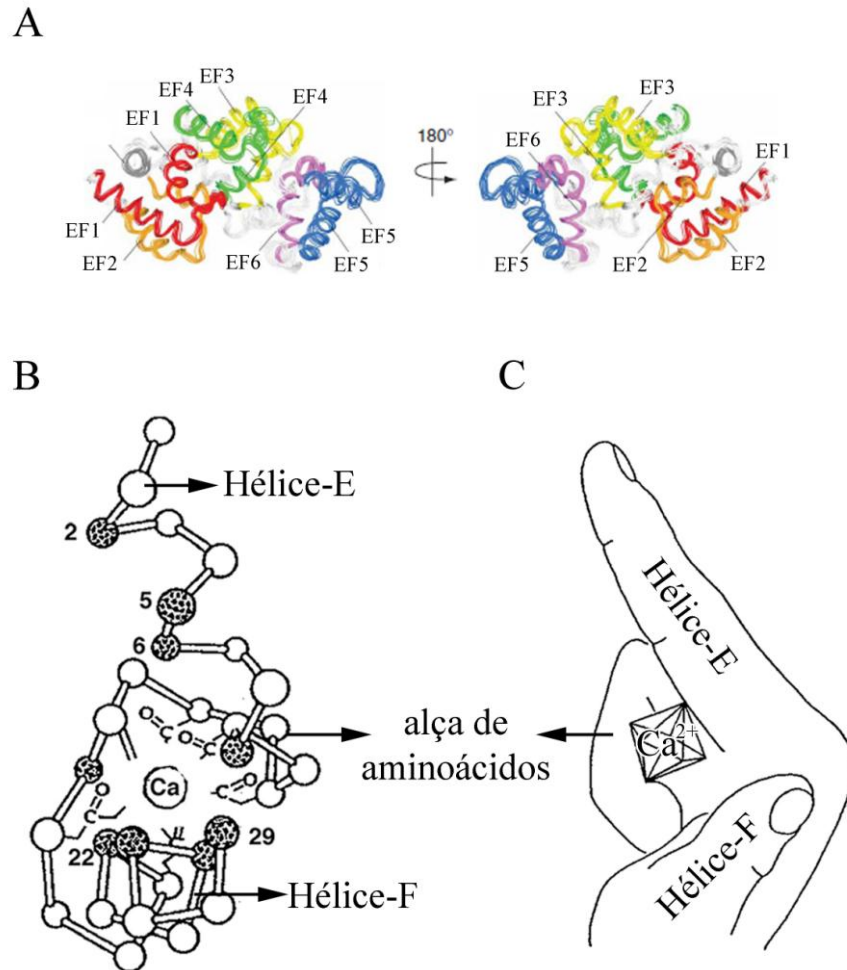 A
EF3
EF4
EF4
EF1
EF1
EF2
EF6
EF5
EF5
180°
EF3
EF3
EF6
EF1
EF5
EF2
EF2
B
C
Hélice-E
2
5
6
alça de
aminoácidos
Ca
C
O
C
O
C
O
C
O
22
29
Hélice-F
Hélice-E
Ca2+
Hélice-F